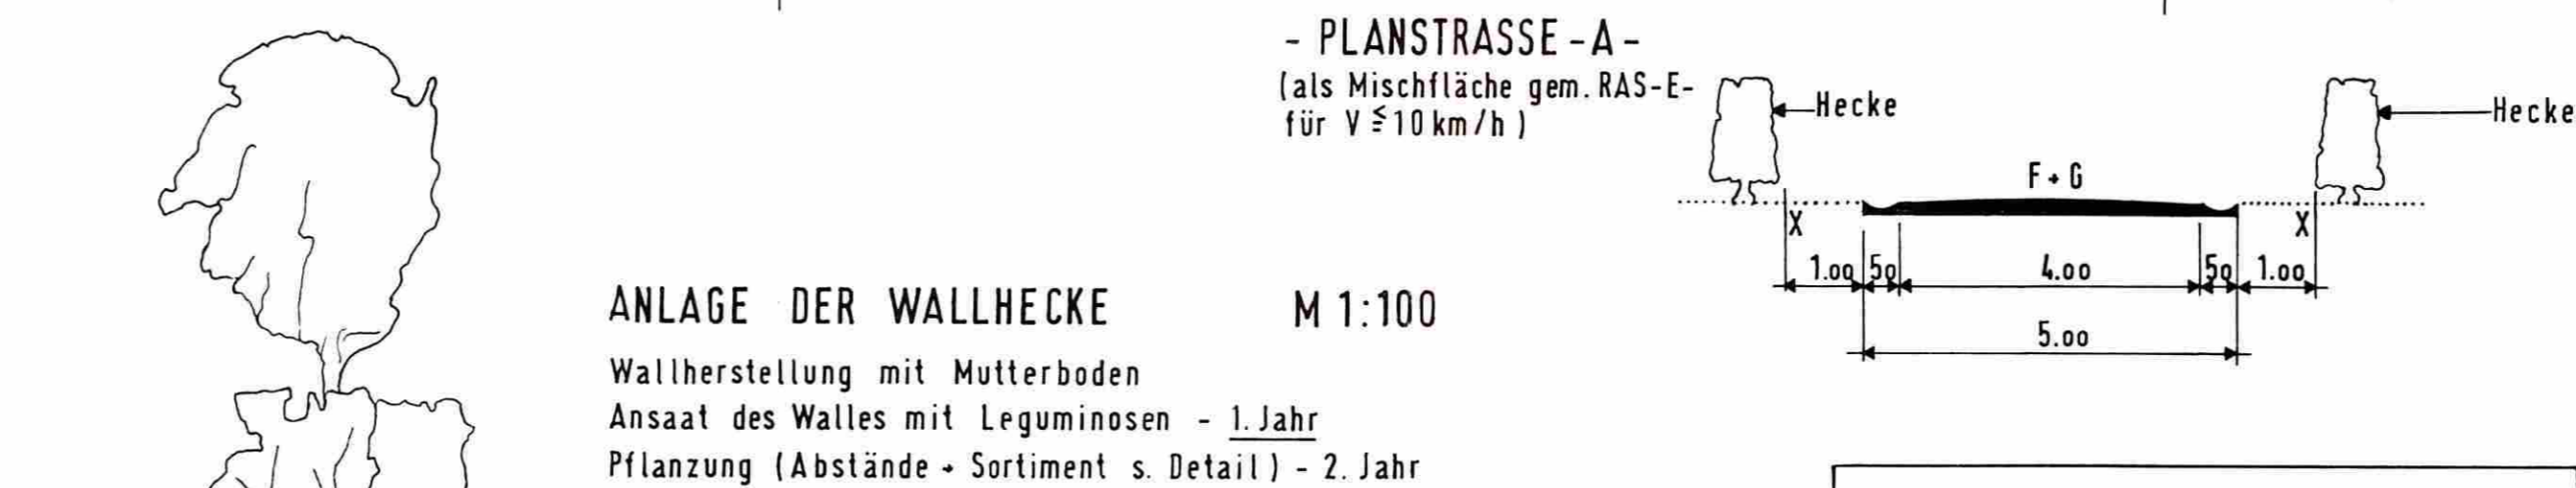 - PLANSTRASSE - A -
(als Mischfläche gem. RAS-E-
für V ≦ 10 km/h )
Hecke
Hecke
F + G
X
X
1.00 50 4.00 50 1.00
5.00
ANLAGE DER WALLHECKE M 1:100
Wallherstellung mit Mutterboden
Ansaat des Walles mit Leguminosen - 1. Jahr
Pflanzung (Abstände + Sortiment s. Detail) - 2. Jahr